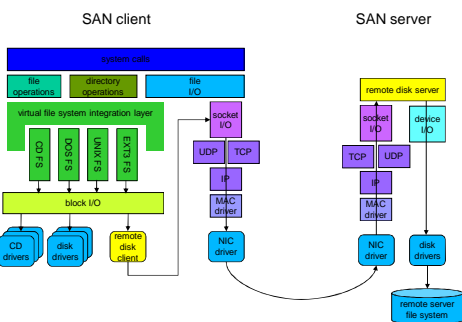 SAN client
SAN server
system calls
file
operations
directory
operations
file
I/O
remote disk server
virtual file system integration layer
socket
I/O
socket
I/O
device
I/O
CD FS
DOS FS
UNIX FS
EXT3 FS
UDP
TCP
TCP
UDP
IP
IP
block I/O
MAC
driver
MAC
driver
CD
drivers
disk
drivers
remote
disk
client
NIC
driver
NIC
driver
disk
drivers
remote server
file system